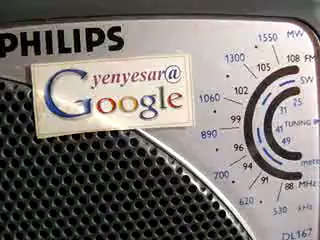 PHILIPS
yenyesar@
Google
1550 MW
1300 108 FM
105 SW
102 25
1060 31
99 TUNING
890 41
96 49
700 94 metre
91
88 MHz
620
530 kHz
DL167